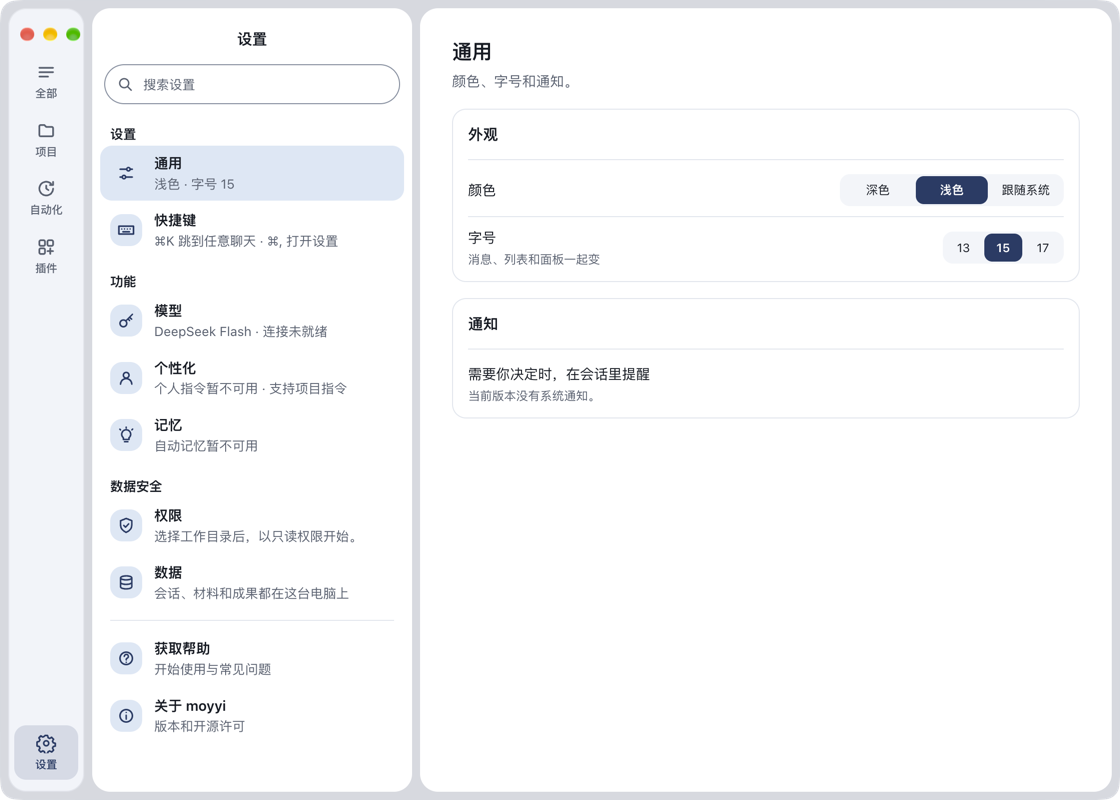 全部
项目
自动化
插件
设置
设置
搜索设置
设置
通用
浅色 · 字号 15
快捷键
⌘K 跳到任意聊天 · ⌘, 打开设置
功能
模型
DeepSeek Flash · 连接未就绪
个性化
个人指令暂不可用 · 支持项目指令
记忆
自动记忆暂不可用
数据安全
权限
选择工作目录后，以只读权限开始。
数据
会话、材料和成果都在这台电脑上
获取帮助
开始使用与常见问题
关于 moyyi
版本和开源许可
通用
颜色、字号和通知。
外观
颜色 深色 浅色 跟随系统
字号
消息、列表和面板一起变
13 15 17
通知
需要你决定时，在会话里提醒
当前版本没有系统通知。